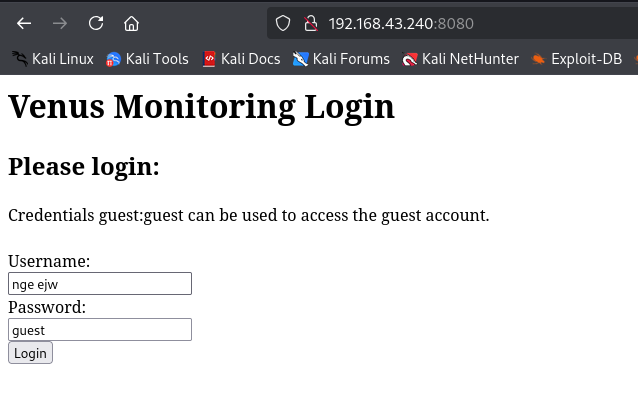 192.168.43.240:8080
Kali Linux Kali Tools Kali Docs Kali Forums Kali NetHunter Exploit-DB
Venus Monitoring Login
Please login:
Credentials guest:guest can be used to access the guest account.
Username:
nge ejw
Password:
guest
Login